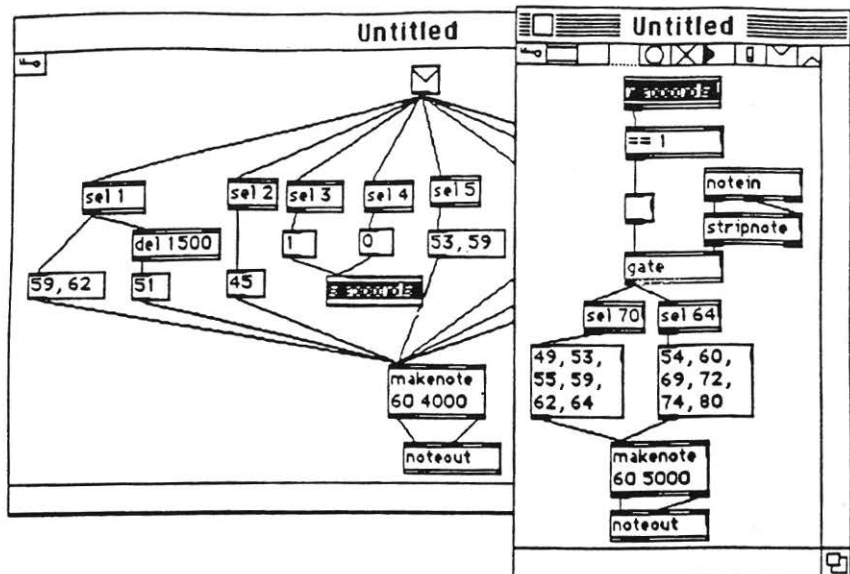 Untitled
sel 1
sel 2
sel 3
sel 4
sel 5
del 1500
1
0
53, 59
59, 62
51
45
s accords
makenote
60 4000
noteout
Untitled
r accords
== 1
notein
stripnote
gate
sel 70
sel 64
49, 53,
55, 59,
62, 64
54, 60,
69, 72,
74, 80
makenote
60 5000
noteout